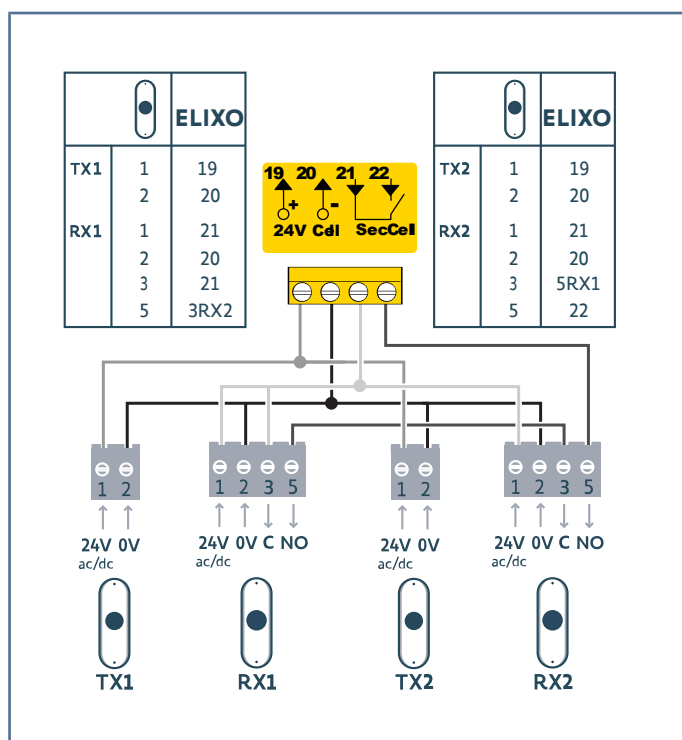 ELIXO
TX1 1 19
2 20
RX1 1 21
2 20
3 21
5 3RX2
19 20 21 22
+ -
24V Cell SecCell
ELIXO
TX2 1 19
2 20
RX2 1 21
2 20
3 5RX1
5 22
1 2
24V 0V
ac/dc
TX1
1 2 3 5
24V 0V C NO
ac/dc
RX1
1 2
24V 0V
ac/dc
TX2
1 2 3 5
24V 0V C NO
ac/dc
RX2